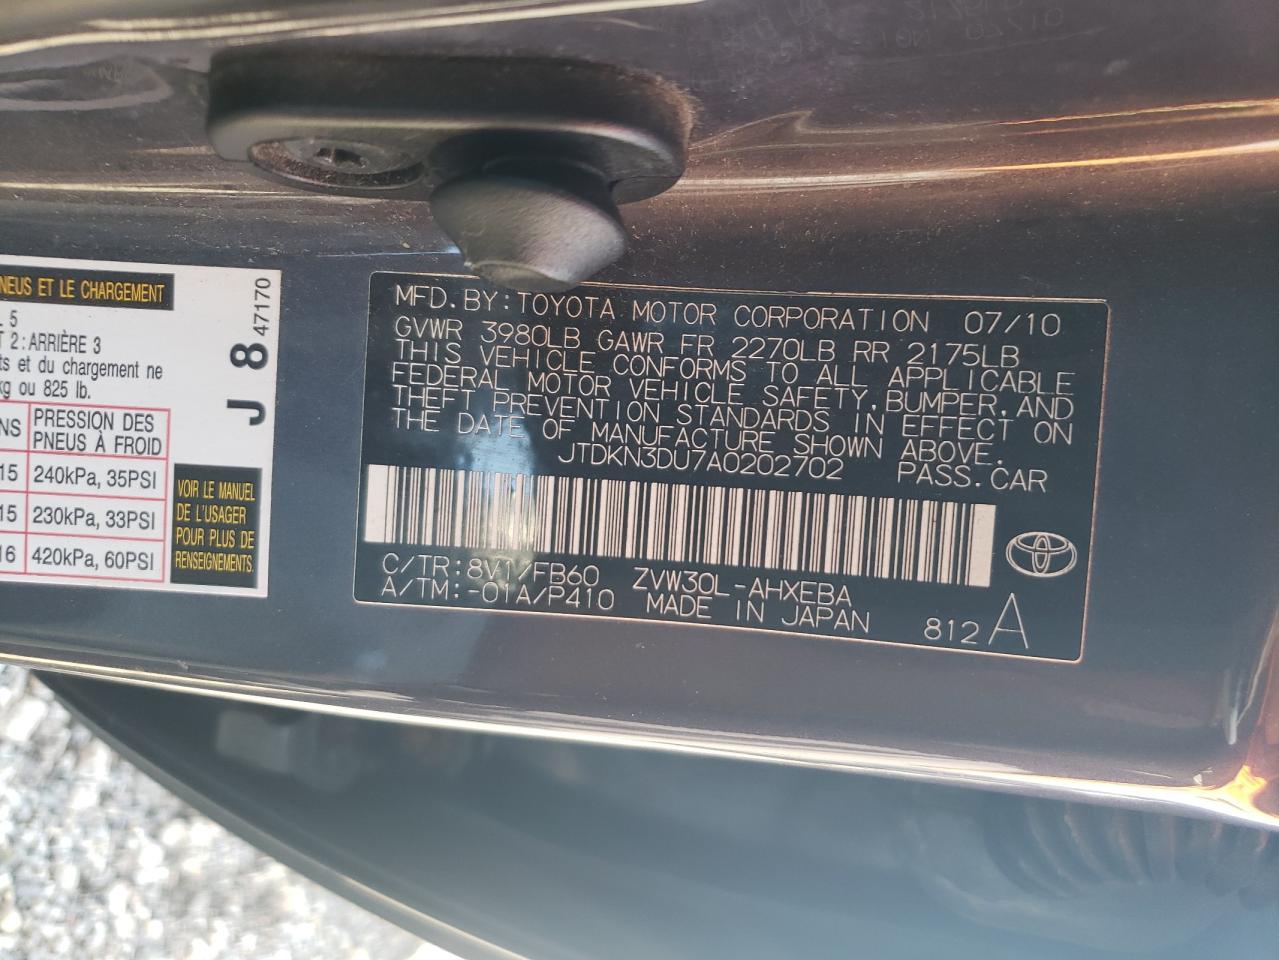 NEUS ET LE CHARGEMENT
5
2:ARRIÈRE 3
ts et du chargement ne
kg ou 825 lb.
NS PRESSION DES PNEUS À FROID
15 240kPa, 35PSI
15 230kPa, 33PSI
16 420kPa, 60PSI
VOIR LE MANUEL
DE L'USAGER
POUR PLUS DE
RENSEIGNEMENTS.
J 8 47170
MFD.BY:TOYOTA MOTOR CORPORATION 07/10
GVWR 3980LB GAWR FR 2270LB RR 2175LB
THIS VEHICLE CONFORMS TO ALL APPLICABLE
FEDERAL MOTOR VEHICLE SAFETY,BUMPER,AND
THEFT PREVENTION STANDARDS IN EFFECT ON
THE DATE OF MANUFACTURE SHOWN ABOVE.
JTDKN3DU7A0202702 PASS.CAR
C/TR:8V1/FB60 ZVW30L-AHXEBA
A/TM:-01A/P410 MADE IN JAPAN 812 A